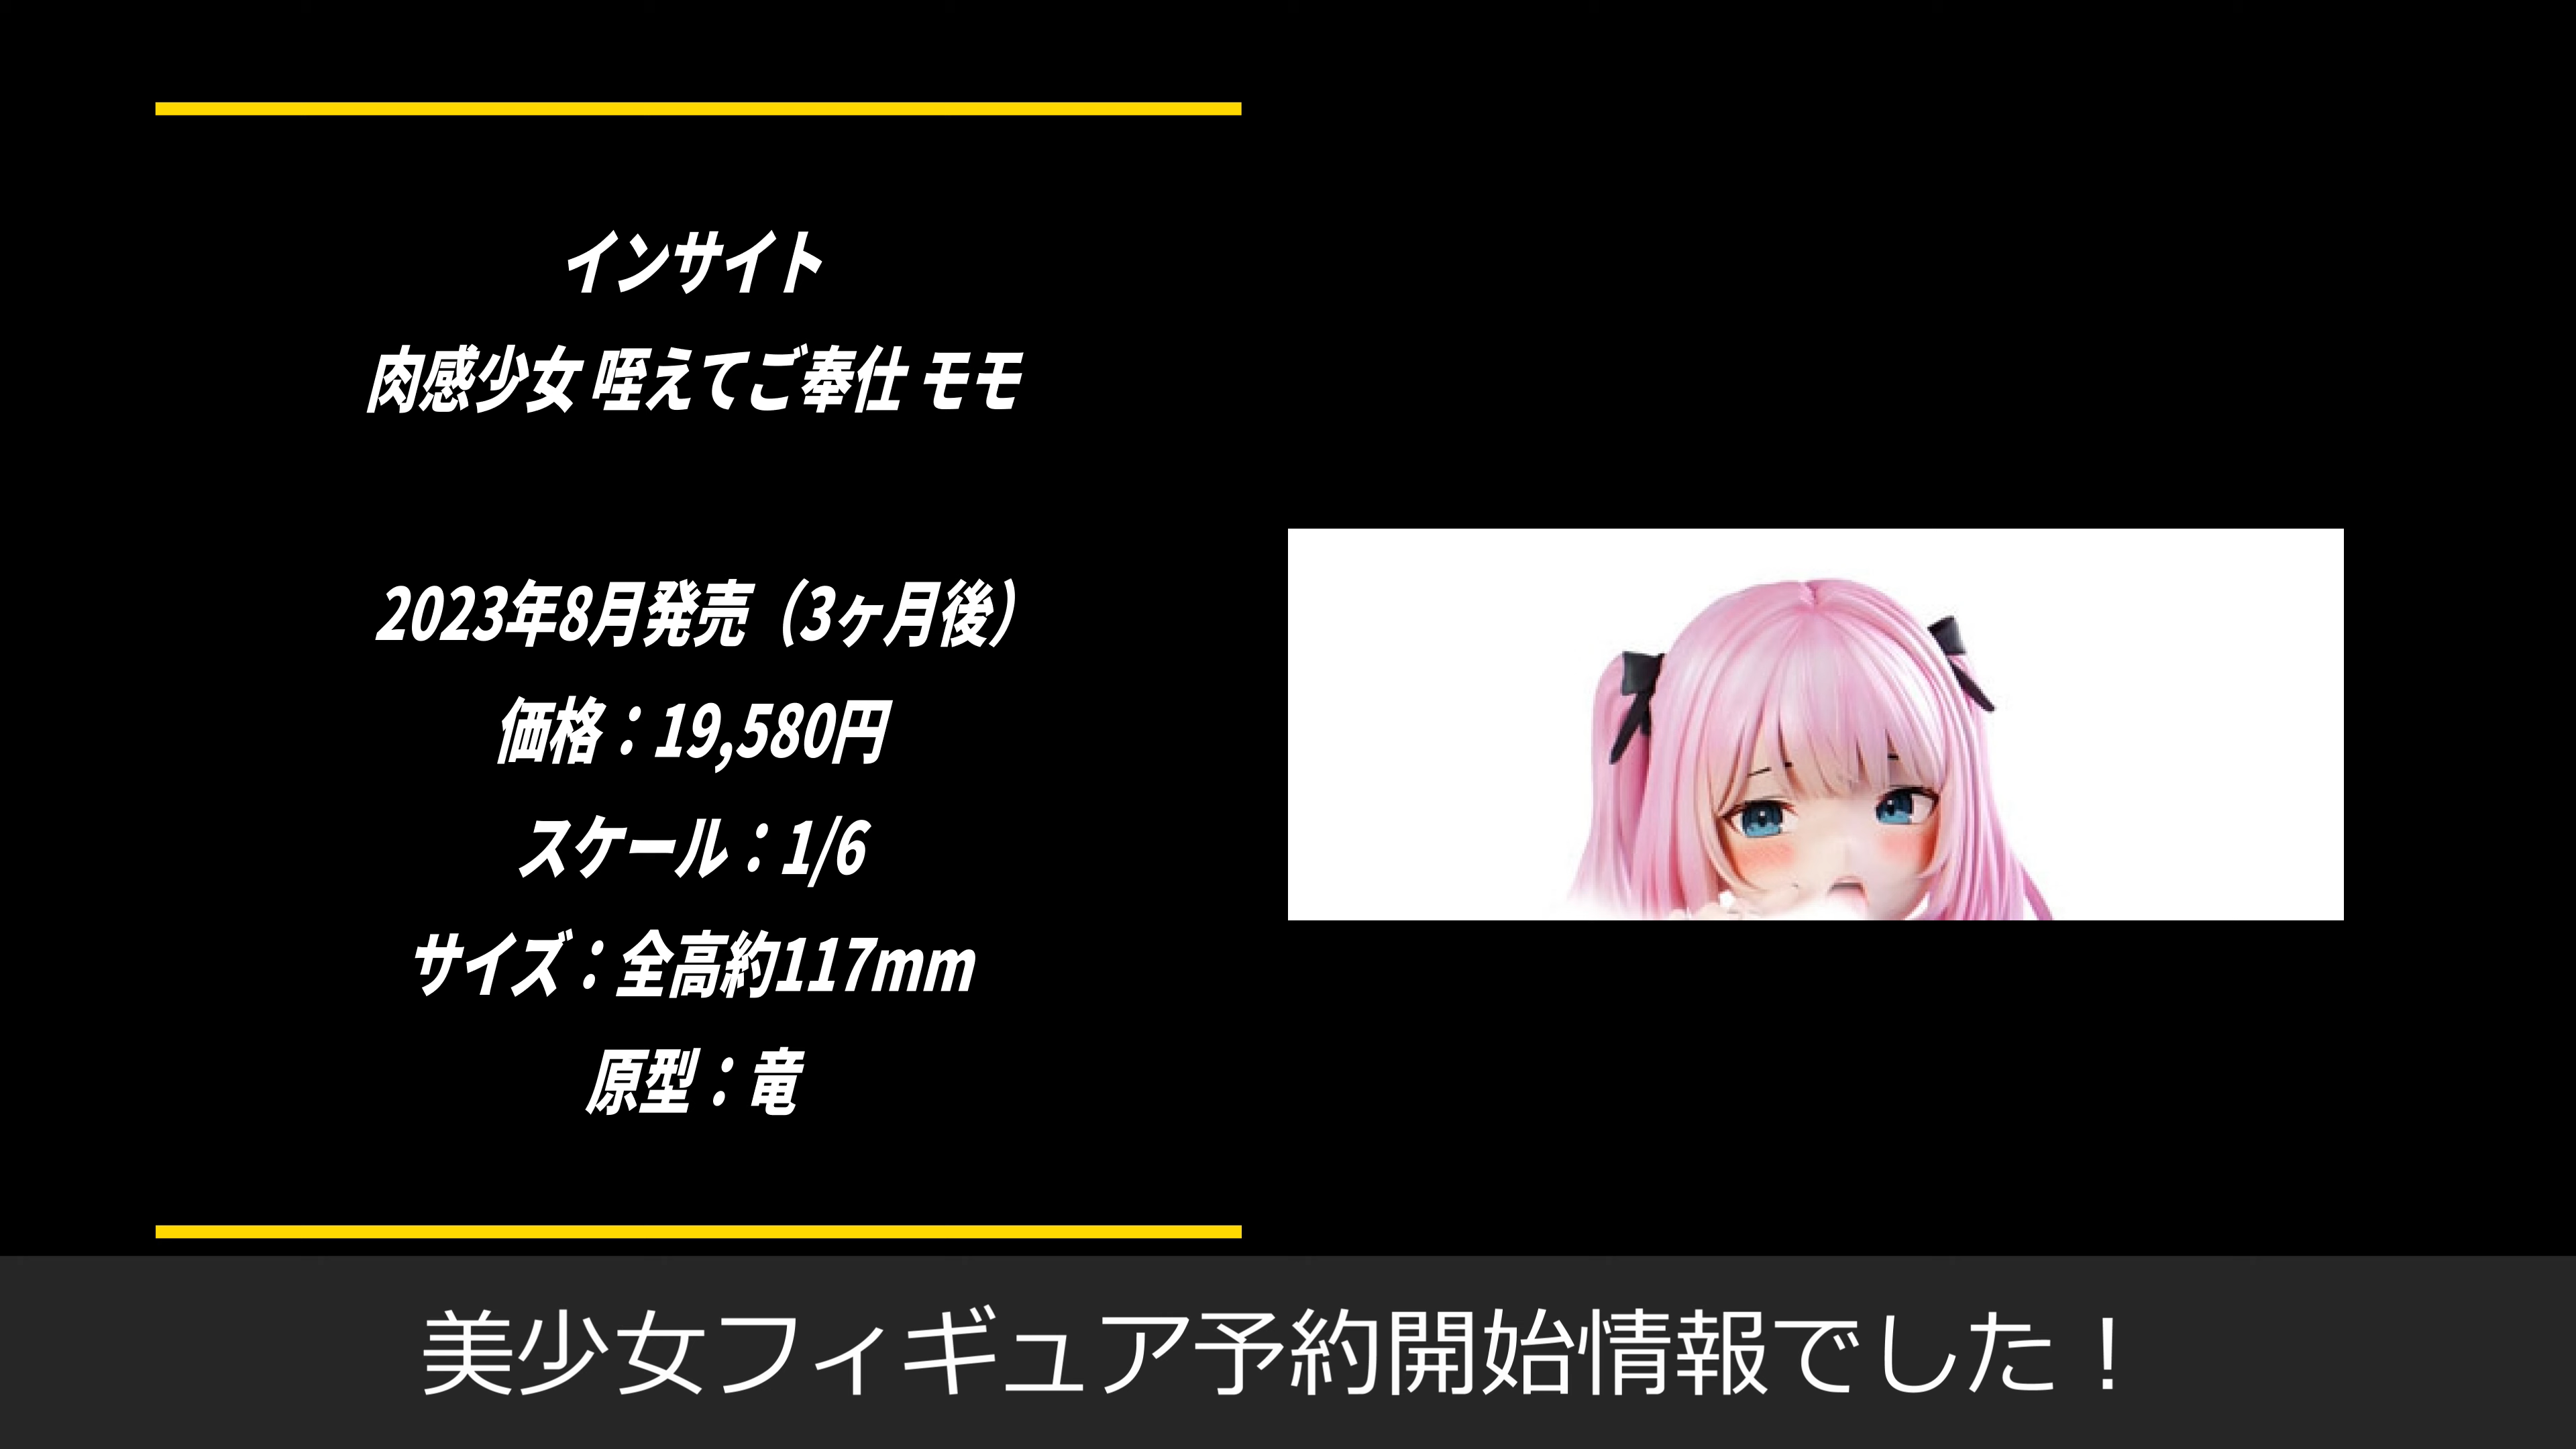 インサイト
肉感少女 咥えてご奉仕 モモ
2023年8月発売（3ヶ月後）
価格：19,580円
スケール：1/6
サイズ：全高約117mm
原型：竜
美少女フィギュア予約開始情報でした！